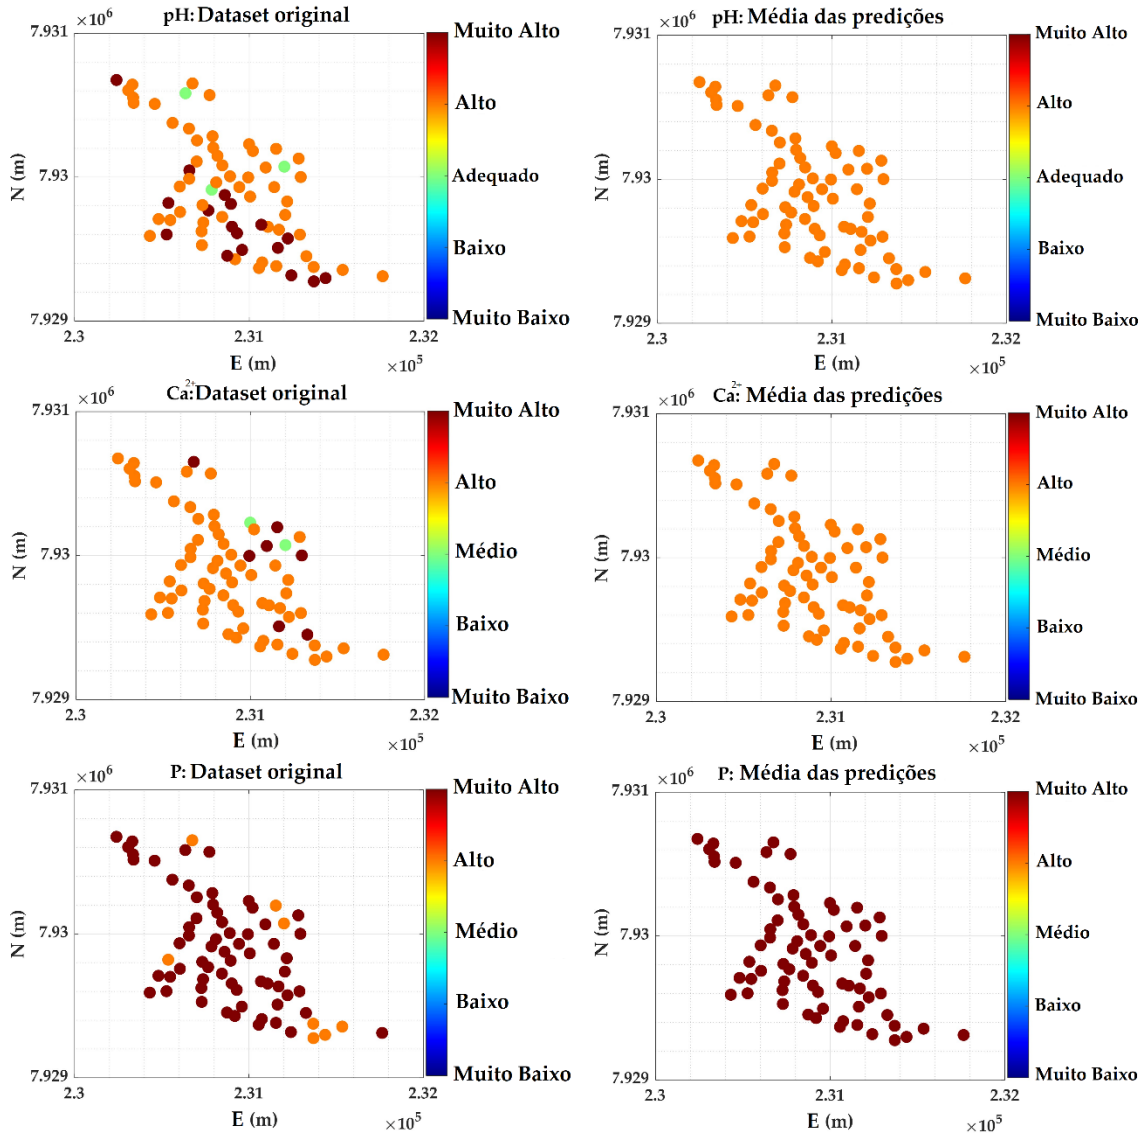 pH: Dataset original
×10⁶
7.931
7.93
7.929
N (m)
2.3
2.31
2.32
E (m)
×10⁵
Muito Alto
Alto
Adequado
Baixo
Muito Baixo
pH: Média das predições
×10⁶
7.931
7.93
7.929
N (m)
2.3
2.31
2.32
E (m)
×10⁵
Muito Alto
Alto
Adequado
Baixo
Muito Baixo
Ca²⁺:Dataset original
×10⁶
7.931
7.93
7.929
N (m)
2.3
2.31
2.32
E (m)
×10⁵
Muito Alto
Alto
Médio
Baixo
Muito Baixo
Ca²⁺: Média das predições
×10⁶
7.931
7.93
7.929
N (m)
2.3
2.31
2.32
E (m)
×10⁵
Muito Alto
Alto
Médio
Baixo
Muito Baixo
P: Dataset original
×10⁶
7.931
7.93
7.929
N (m)
2.3
2.31
2.32
E (m)
×10⁵
Muito Alto
Alto
Médio
Baixo
Muito Baixo
P: Média das predições
×10⁶
7.931
7.93
7.929
N (m)
2.3
2.31
2.32
E (m)
×10⁵
Muito Alto
Alto
Médio
Baixo
Muito Baixo